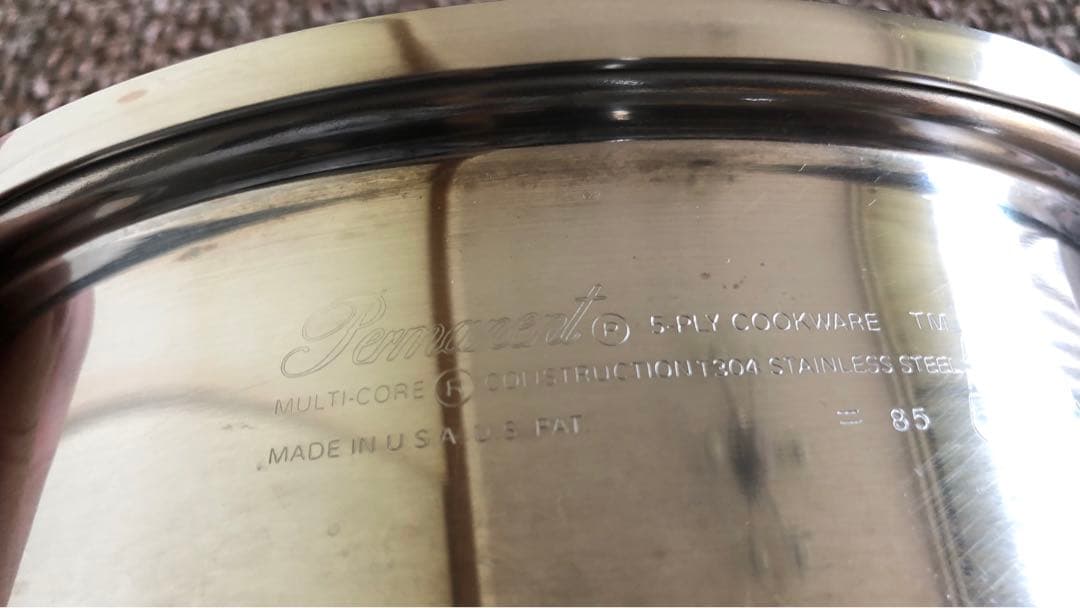 Permanent ® 5-PLY COOKWARE TM
MULTI-CORE ® CONSTRUCTION T304 STAINLESS STEEL
MADE IN U S A U.S. PAT. = 85